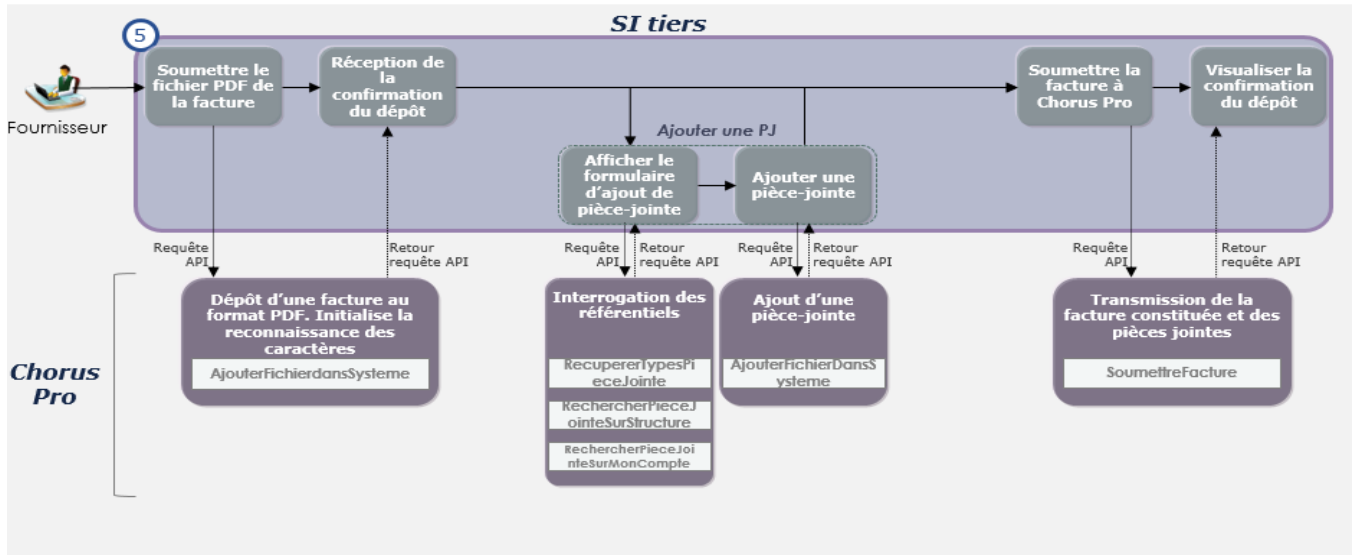 SI tiers
5
Soumettre le
fichier PDF de
la facture
Réception de
la
confirmation
du dépôt
Soumettre la
facture à
Chorus Pro
Visualiser la
confirmation
du dépôt
Fournisseur
Ajouter une PJ
Afficher le
formulaire
d'ajout de
pièce-jointe
Ajouter une
pièce-jointe
Requête
API
Retour
requête API
Requête
API
Retour
requête API
Requête
API
Retour
requête API
Requête
API
Retour
requête API
Chorus
Pro
Dépôt d'une facture au
format PDF. Initialise la
reconnaissance des
caractères
AjouterFichierdansSysteme
Interrogation des
référentiels
RecupererTypesPi
eceJointe
RechercherPieceJ
ointeSurStructure
RechercherPieceJoi
nteSurMonCompte
Ajout d'une
pièce-jointe
AjouterFichierDansS
ysteme
Transmission de la
facture constituée et des
pièces jointes
SoumettreFacture